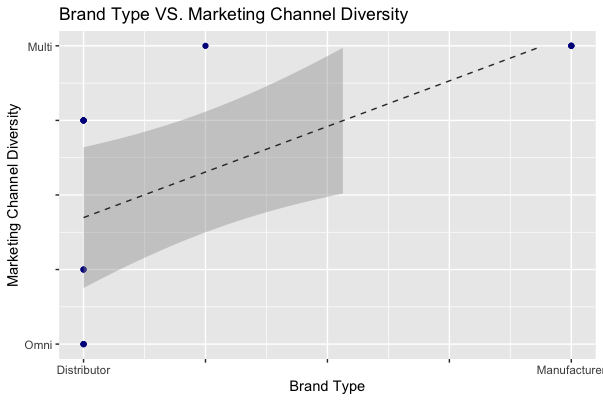 Brand Type VS. Marketing Channel Diversity
Multi
Marketing Channel Diversity
Omni
Distributor
Manufacturer
Brand Type